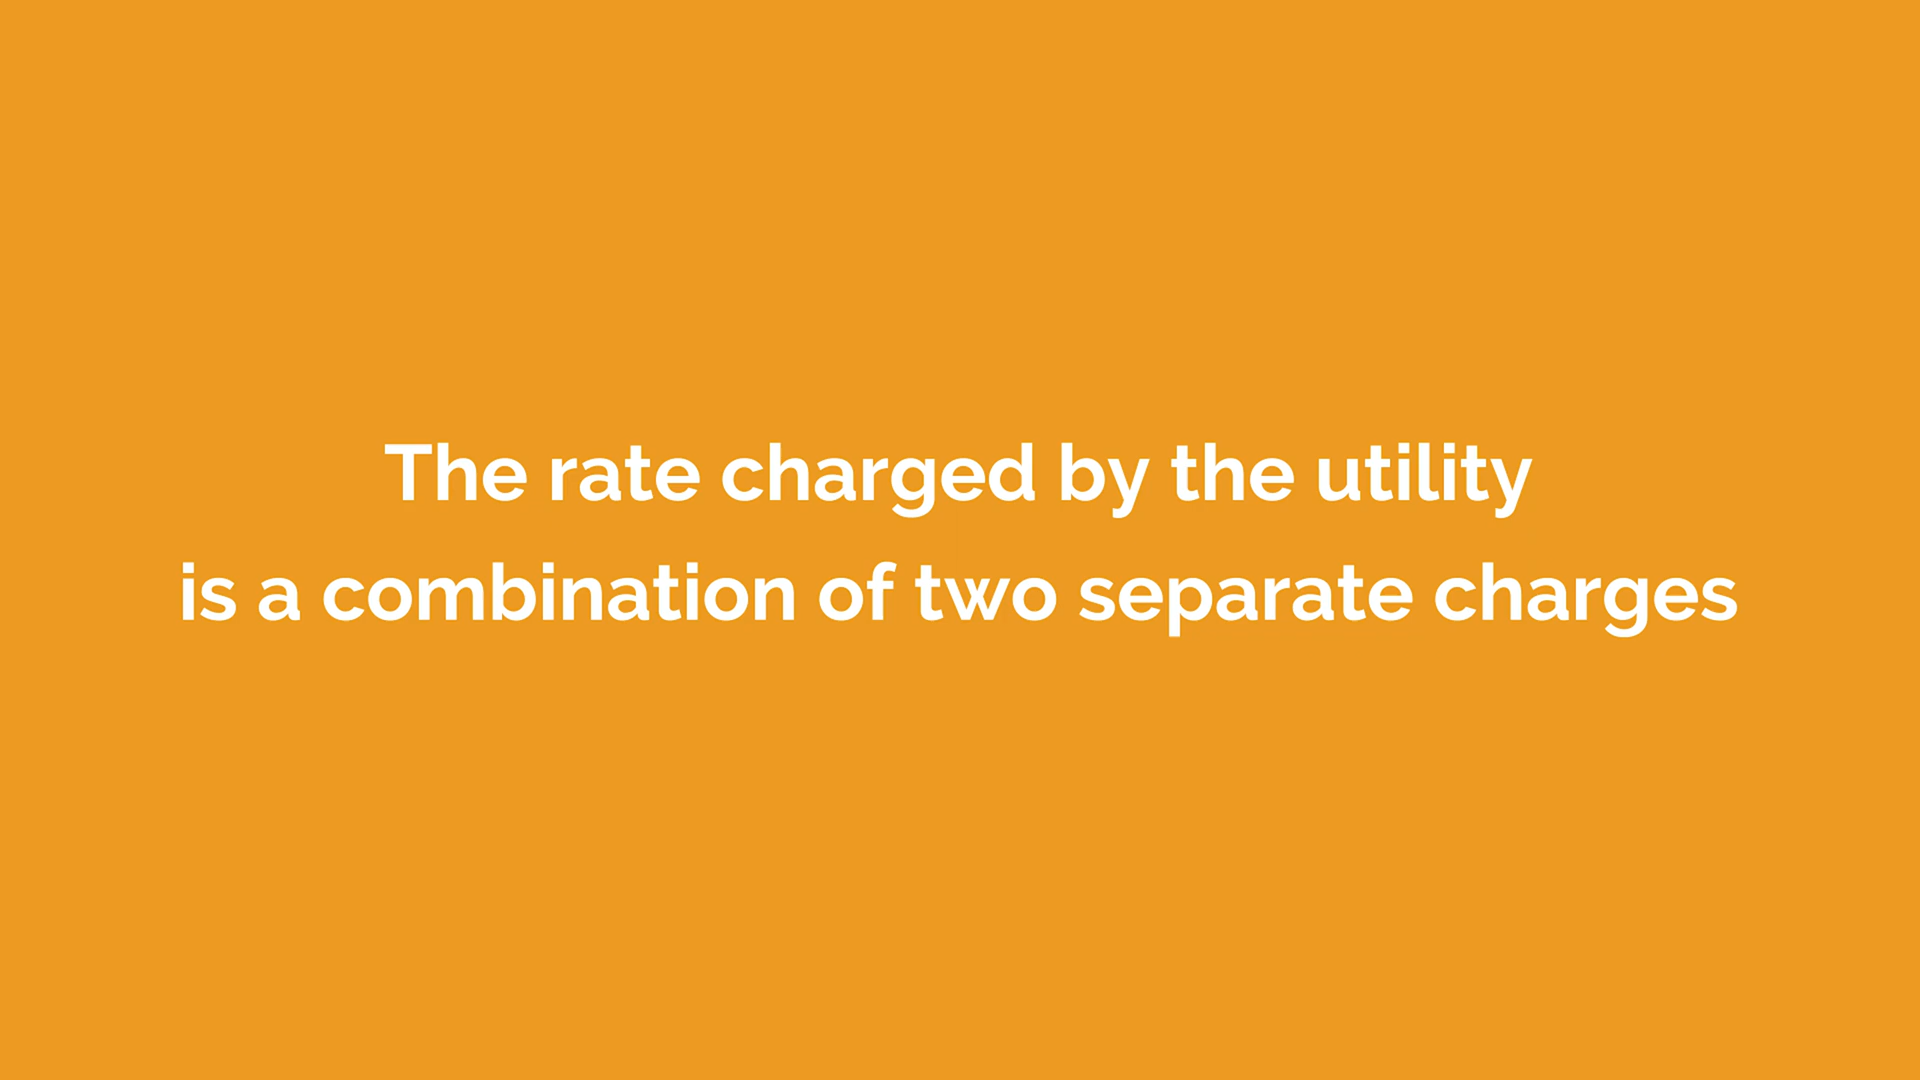 The rate charged by the utility
is a combination of two separate charges